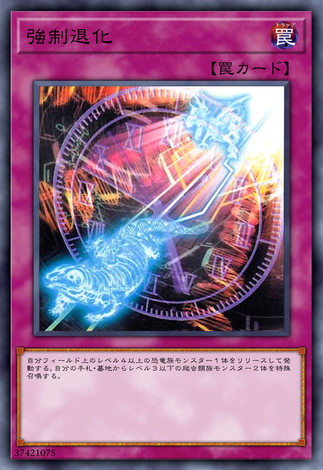 強制退化
トラップ
罠
【罠カード】
自分フィールド上のレベル4以上の恐竜族モンスター1体をリリースして発
動する。自分の手札・墓地からレベル3以下の爬虫類族モンスター2体を特殊
召喚する。
37421075